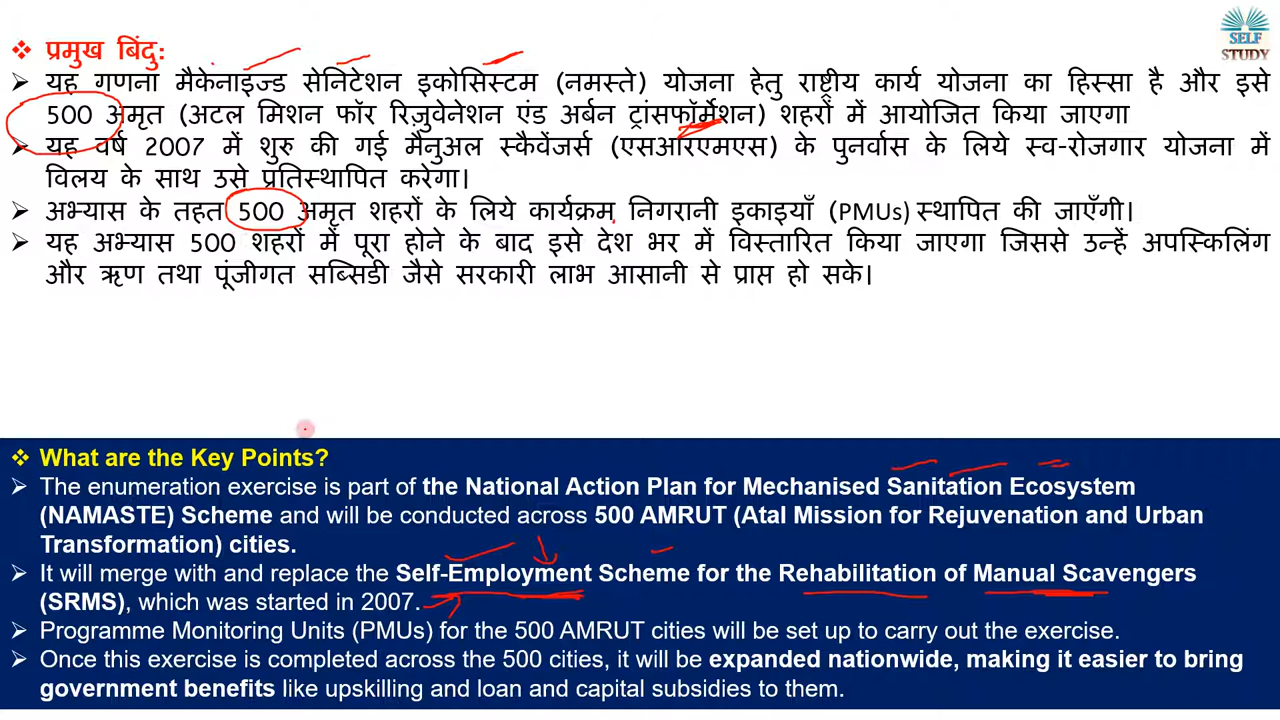 SELF
STUDY
❖ प्रमुख बिंदु:
➢ यह गणना मैकेनाइज्ड सेनिटेशन इकोसिस्टम (नमस्ते) योजना हेतु राष्ट्रीय कार्य योजना का हिस्सा है और इसे
500 अमृत (अटल मिशन फॉर रिज़ुवेनेशन एंड अर्बन ट्रांसफॉर्मेशन) शहरों में आयोजित किया जाएगा
➢ यह वर्ष 2007 में शुरु की गई मैनुअल स्कैवेंजर्स (एसआरएमएस) के पुनर्वास के लिये स्व-रोजगार योजना में
विलय के साथ उसे प्रतिस्थापित करेगा।
➢ अभ्यास के तहत 500 अमृत शहरों के लिये कार्यक्रम निगरानी इकाइयाँ (PMUs) स्थापित की जाएँगी।
➢ यह अभ्यास 500 शहरों में पूरा होने के बाद इसे देश भर में विस्तारित किया जाएगा जिससे उन्हें अपस्किलिंग
और ऋण तथा पूंजीगत सब्सिडी जैसे सरकारी लाभ आसानी से प्राप्त हो सके।
❖ What are the Key Points?
➢ The enumeration exercise is part of the National Action Plan for Mechanised Sanitation Ecosystem
(NAMASTE) Scheme and will be conducted across 500 AMRUT (Atal Mission for Rejuvenation and Urban
Transformation) cities.
➢ It will merge with and replace the Self-Employment Scheme for the Rehabilitation of Manual Scavengers
(SRMS), which was started in 2007.
➢ Programme Monitoring Units (PMUs) for the 500 AMRUT cities will be set up to carry out the exercise.
➢ Once this exercise is completed across the 500 cities, it will be expanded nationwide, making it easier to bring
government benefits like upskilling and loan and capital subsidies to them.